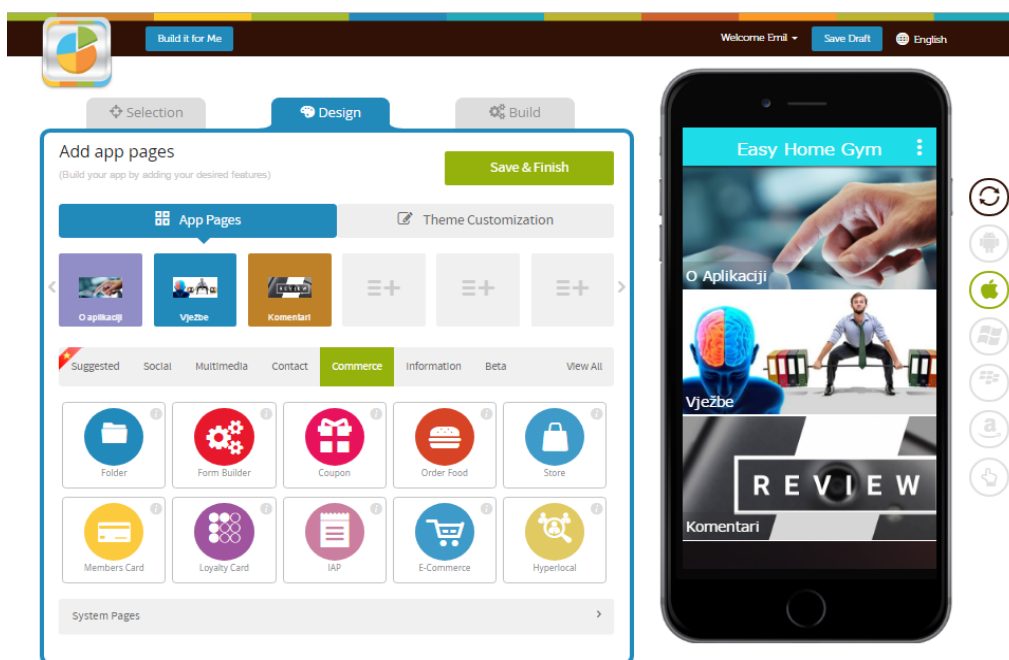 Build it for Me
Welcome Emil
Save Draft
English
Selection
Design
Build
Add app pages
(Build your app by adding your desired features)
Save & Finish
App Pages
Theme Customization
O aplikaciji
Vježbe
Komentari
REVIEW
Suggested
Social
Multimedia
Contact
Commerce
Information
Beta
View All
Folder
Form Builder
Coupon
Order Food
Store
Members Card
Loyalty Card
IAP
E-Commerce
Hyperlocal
System Pages
Easy Home Gym
O Aplikaciji
Vježbe
REVIEW
Komentari